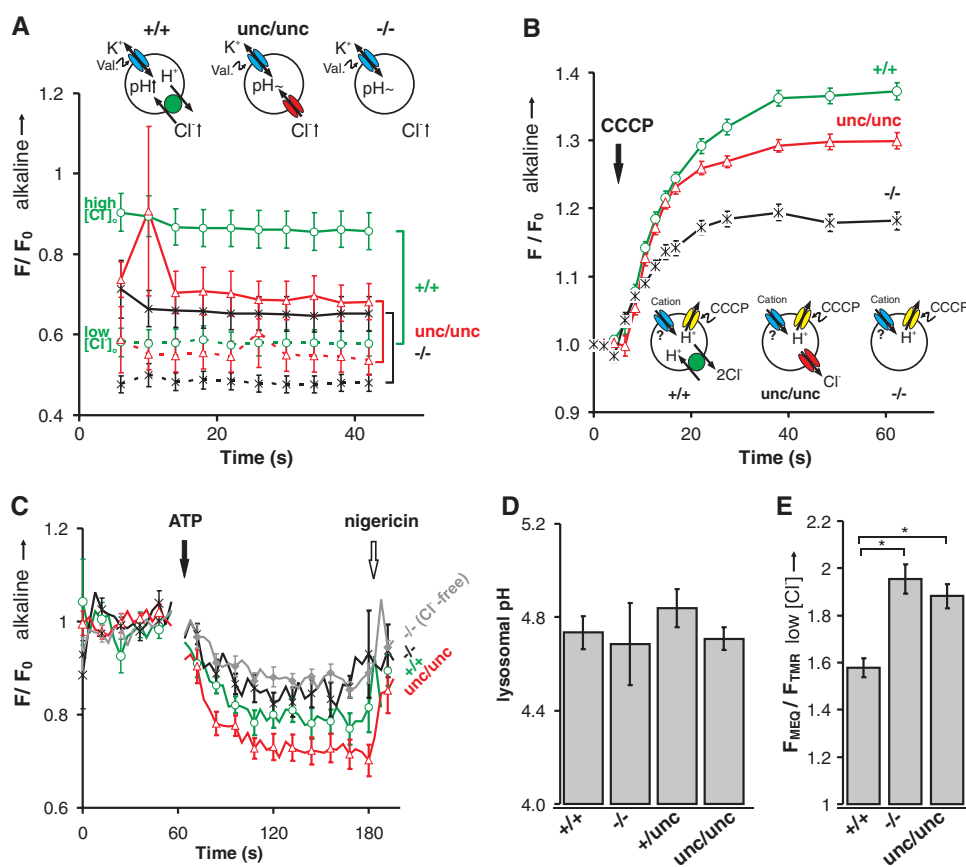 A
+/+
unc/unc
-/-
K+
Val.
pH↑
H+
Cl-↑
K+
Val.
pH~
Cl-↑
K+
Val.
pH~
Cl-↑
F/ F0
alkaline
1.2
1
0.8
0.6
0.4
high
[Cl-]o
low
[Cl-]o
+/+
unc/unc
-/-
0
20
40
Time (s)
B
F / F0
alkaline
1.4
1.3
1.2
1.1
1.0
0.9
CCCP
+/+
unc/unc
-/-
Cation
?
CCCP
H+
H+
2Cl-
+/+
Cation
?
CCCP
H+
Cl-
unc/unc
Cation
?
CCCP
H+
-/-
0
20
40
60
Time (s)
C
F/ F0
alkaline
1.2
1
0.8
0.6
ATP
nigericin
-/- (Cl--free)
-/-
+/+
unc/unc
0
60
120
180
Time (s)
D
lysosomal pH
5.2
4.8
4.4
4.0
+/+
-/-
+/unc
unc/unc
E
FMEQ/ FTMR low [Cl-]
2.2
2
1.8
1.6
1.4
1.2
1
*
*
+/+
-/-
unc/unc